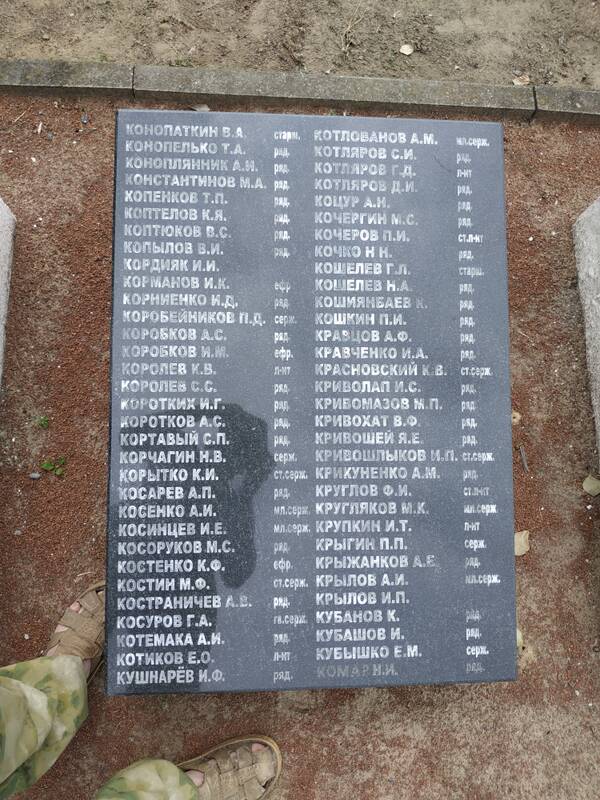 КОНОПАТКИН В.А. старш.
КОНОПЕЛЬКО Т.А. ряд.
КОНОПЛЯННИК А.И. ряд.
КОНСТАНТИНОВ М.А. ряд.
КОПЕНКОВ Т.П. ряд.
КОПТЕЛОВ К.Я. ряд.
КОПТЮКОВ В.С. ряд.
КОПЫЛОВ В.И. ряд.
КОРДИЯК И.И.
КОРМАНОВ И.К. ефр.
КОРНИЕНКО И.Д. ряд.
КОРОБЕЙНИКОВ П.Д. серж.
КОРОБКОВ А.С. ряд.
КОРОБКОВ И.М. ефр.
КОРОЛЕВ К.В. л-нт
КОРОЛЕВ С.С. ряд.
КОРОТКИХ И.Г. ряд.
КОРОТКОВ А.С. ряд.
КОРТАВЫЙ С.П. ряд.
КОРЧАГИН Н.В. серж.
КОРЫТКО К.И. ст.серж.
КОСАРЕВ А.П. ряд.
КОСЕНКО А.И. мл.серж.
КОСИНЦЕВ И.Е. мл.серж.
КОСОРУКОВ М.С. ряд.
КОСТЕНКО К.Ф. ефр.
КОСТИН М.Ф. ст.серж.
КОСТРАНИЧЕВ А.В. ряд.
КОСУРОВ Г.А. гв.серж.
КОТЕМАКА А.И. ряд.
КОТИКОВ Е.О. л-нт
КУШНАРЁВ И.Ф. ряд.
КОТЛОВАНОВ А.М. мл.серж.
КОТЛЯРОВ С.И. ряд.
КОТЛЯРОВ Г.Д. л-нт
КОТЛЯРОВ Д.И. ряд.
КОЦУР А.Н. ряд.
КОЧЕРГИН М.С. ряд.
КОЧЕРОВ П.И. ст.л-нт
КОЧКО Н Н. ряд.
КОШЕЛЕВ Г.Л. старш.
КОШЕЛЕВ Н.А. ряд.
КОШИЯНБАЕВ ряд.
КОШКИН П.И. ряд.
КРАВЦОВ А.Ф. ряд.
КРАВЧЕНКО И.А. ряд.
КРАСНОВСКИЙ К.В. ст.серж.
КРИВОЛАП И.С. ряд.
КРИВОМАЗОВ М.П. ряд.
КРИВОХАТ В.Ф. ряд.
КРИВОШЕЙ Я.Е. ряд.
КРИВОШЛЫКОВ И.П. ст.серж.
КРИКУНЕНКО А.М. ряд.
КРУГЛОВ Ф.И. ст.л-нт
КРУГЛЯКОВ М.К. мл.серж.
КРУПКИН И.Т. л-нт
КРЫГИН П.П. серж.
КРЫЖАНКОВ А.Е. ряд.
КРЫЛОВ А.И. мл.серж.
КРЫЛОВ И.П.
КУБАНОВ К. ряд.
КУБАШОВ И. ряд.
КУБЫШКО Е.М. серж.
КОМАР Н.И. ряд.